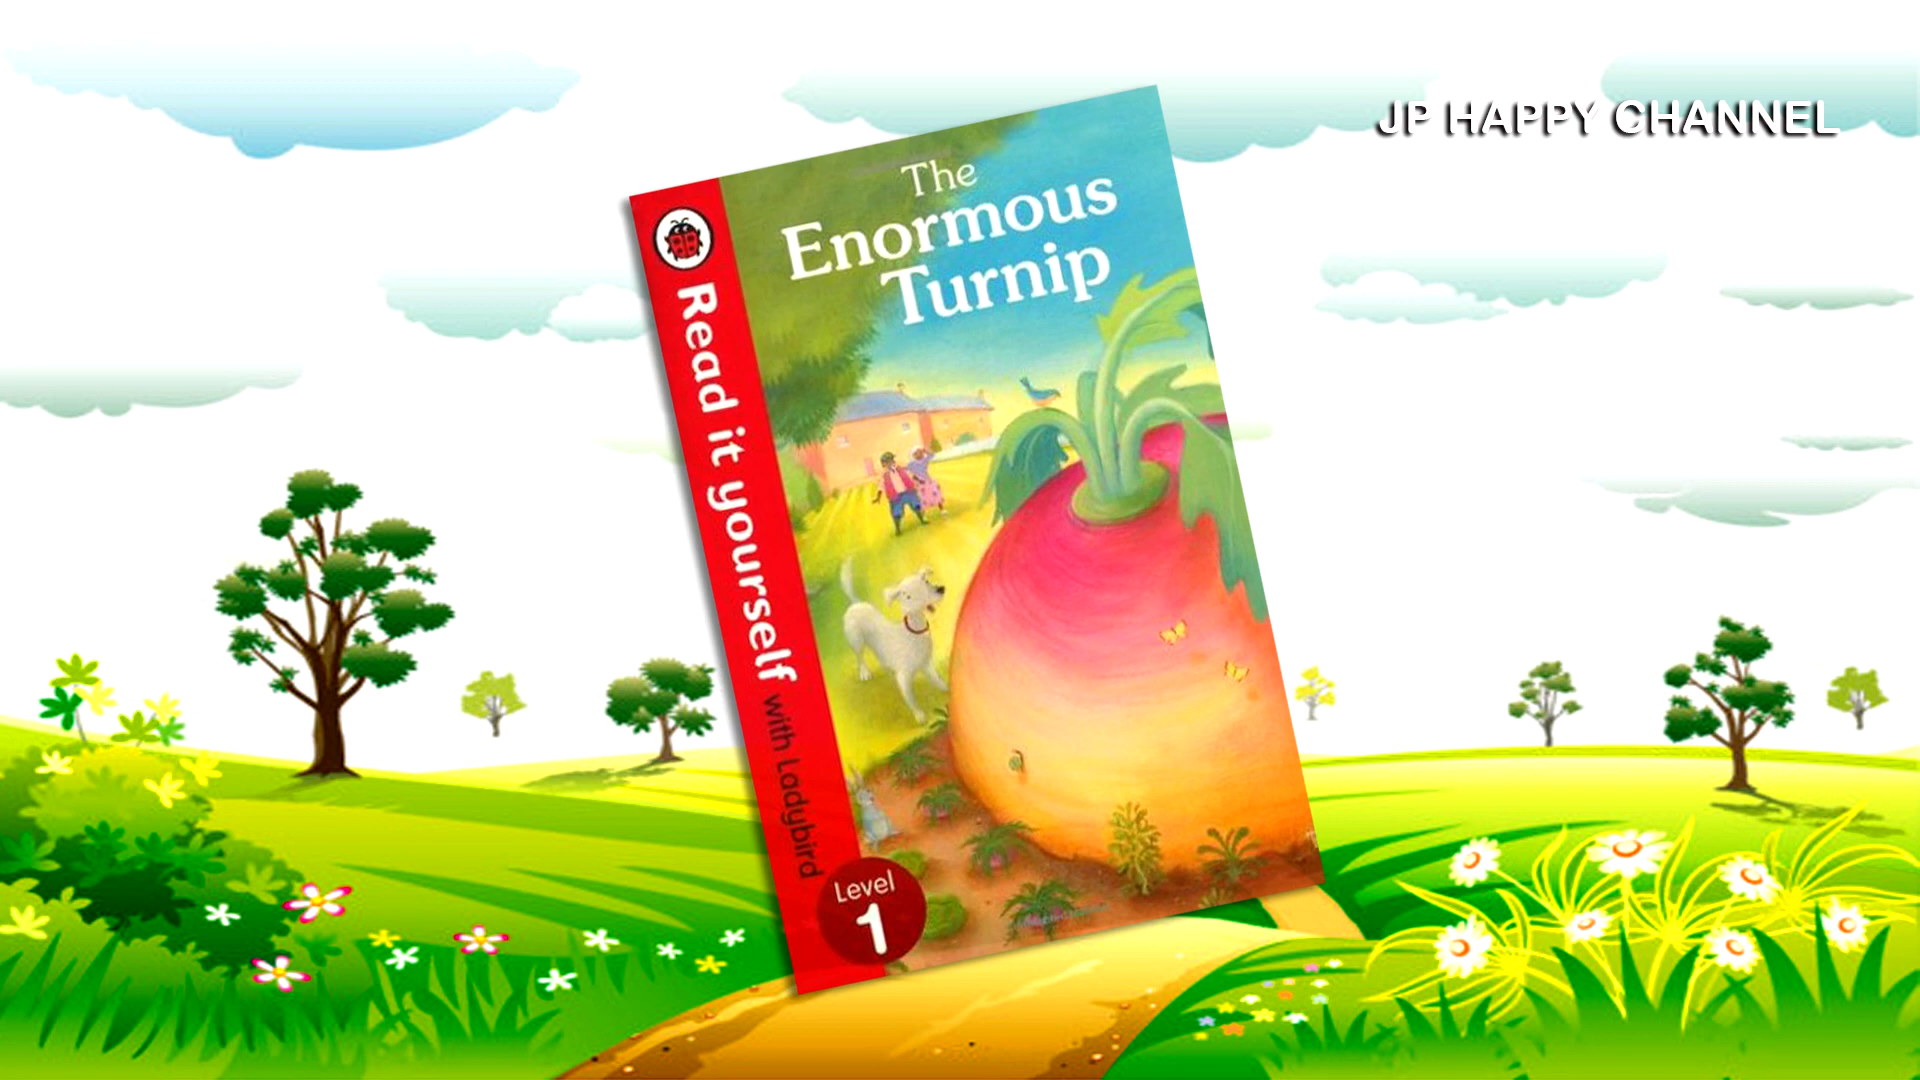 JP HAPPY CHANNEL
The
Enormous
Turnip
Read it yourself with Ladybird
Level
1